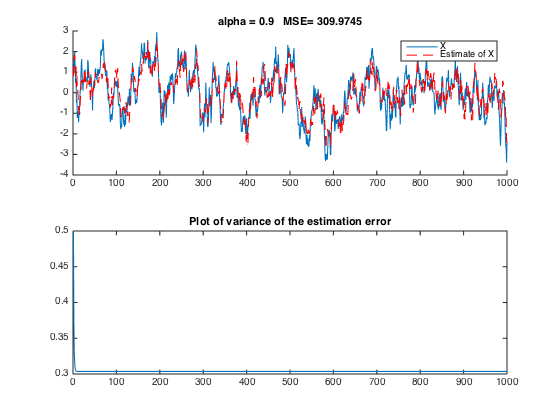 alpha = 0.9 MSE= 309.9745
3
2
1
0
-1
-2
-3
-4
X
Estimate of X
0 100 200 300 400 500 600 700 800 900 1000
Plot of variance of the estimation error
0.5
0.45
0.4
0.35
0.3
0 100 200 300 400 500 600 700 800 900 1000